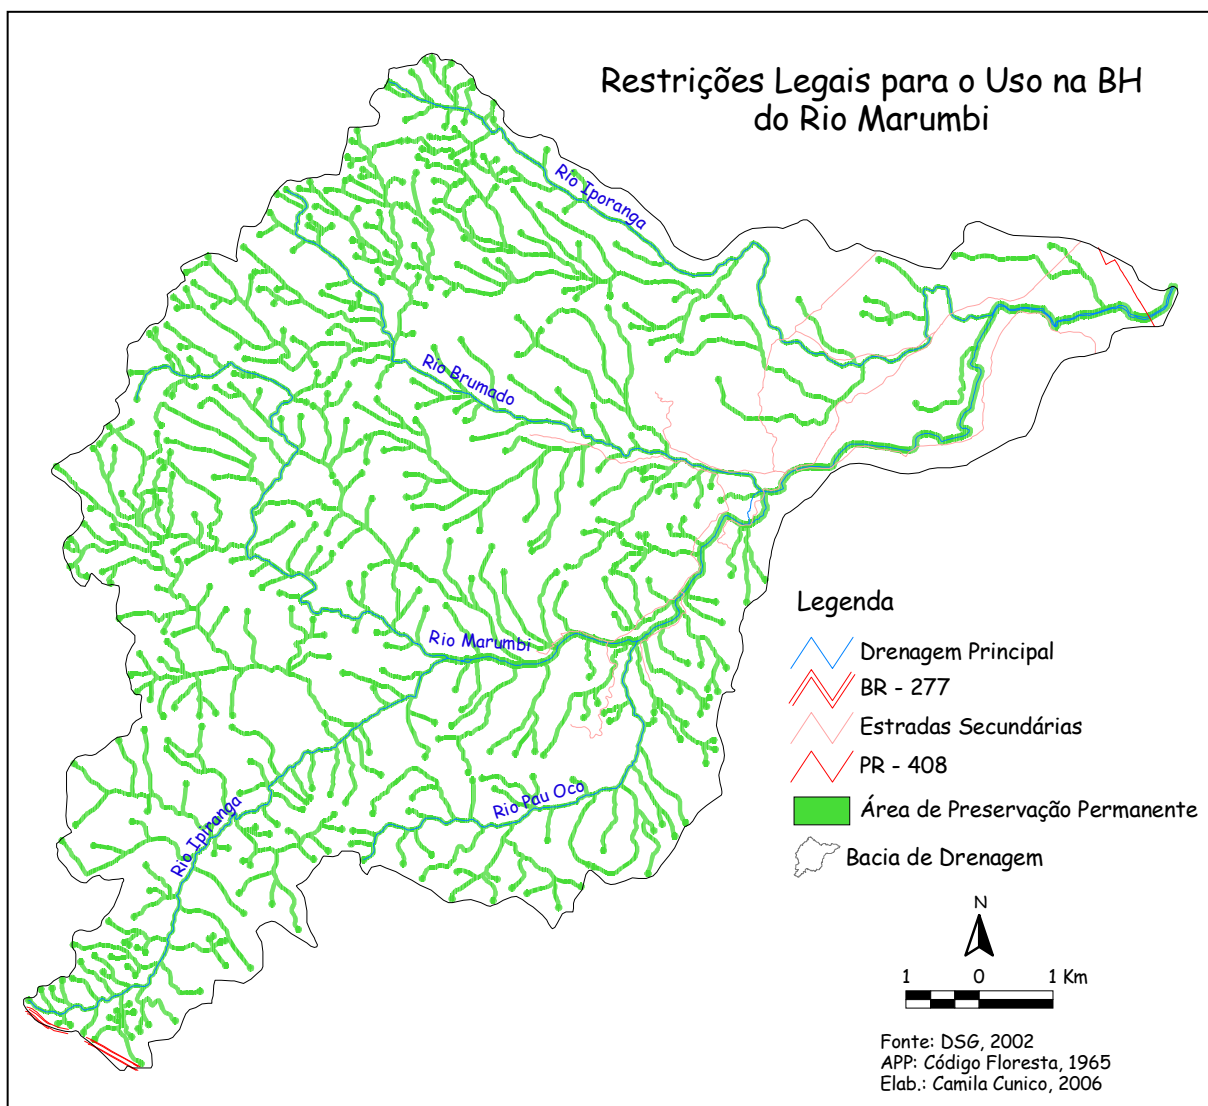 Restrições Legais para o Uso na BH
do Rio Marumbi
Rio Iporanga
Rio Brumado
Rio Marumbi
Rio Pau Oco
Rio Ipiranga
Legenda
Drenagem Principal
BR - 277
Estradas Secundárias
PR - 408
Área de Preservação Permanente
Bacia de Drenagem
N
1 0 1 Km
Fonte: DSG, 2002
APP: Código Floresta, 1965
Elab.: Camila Cunico, 2006